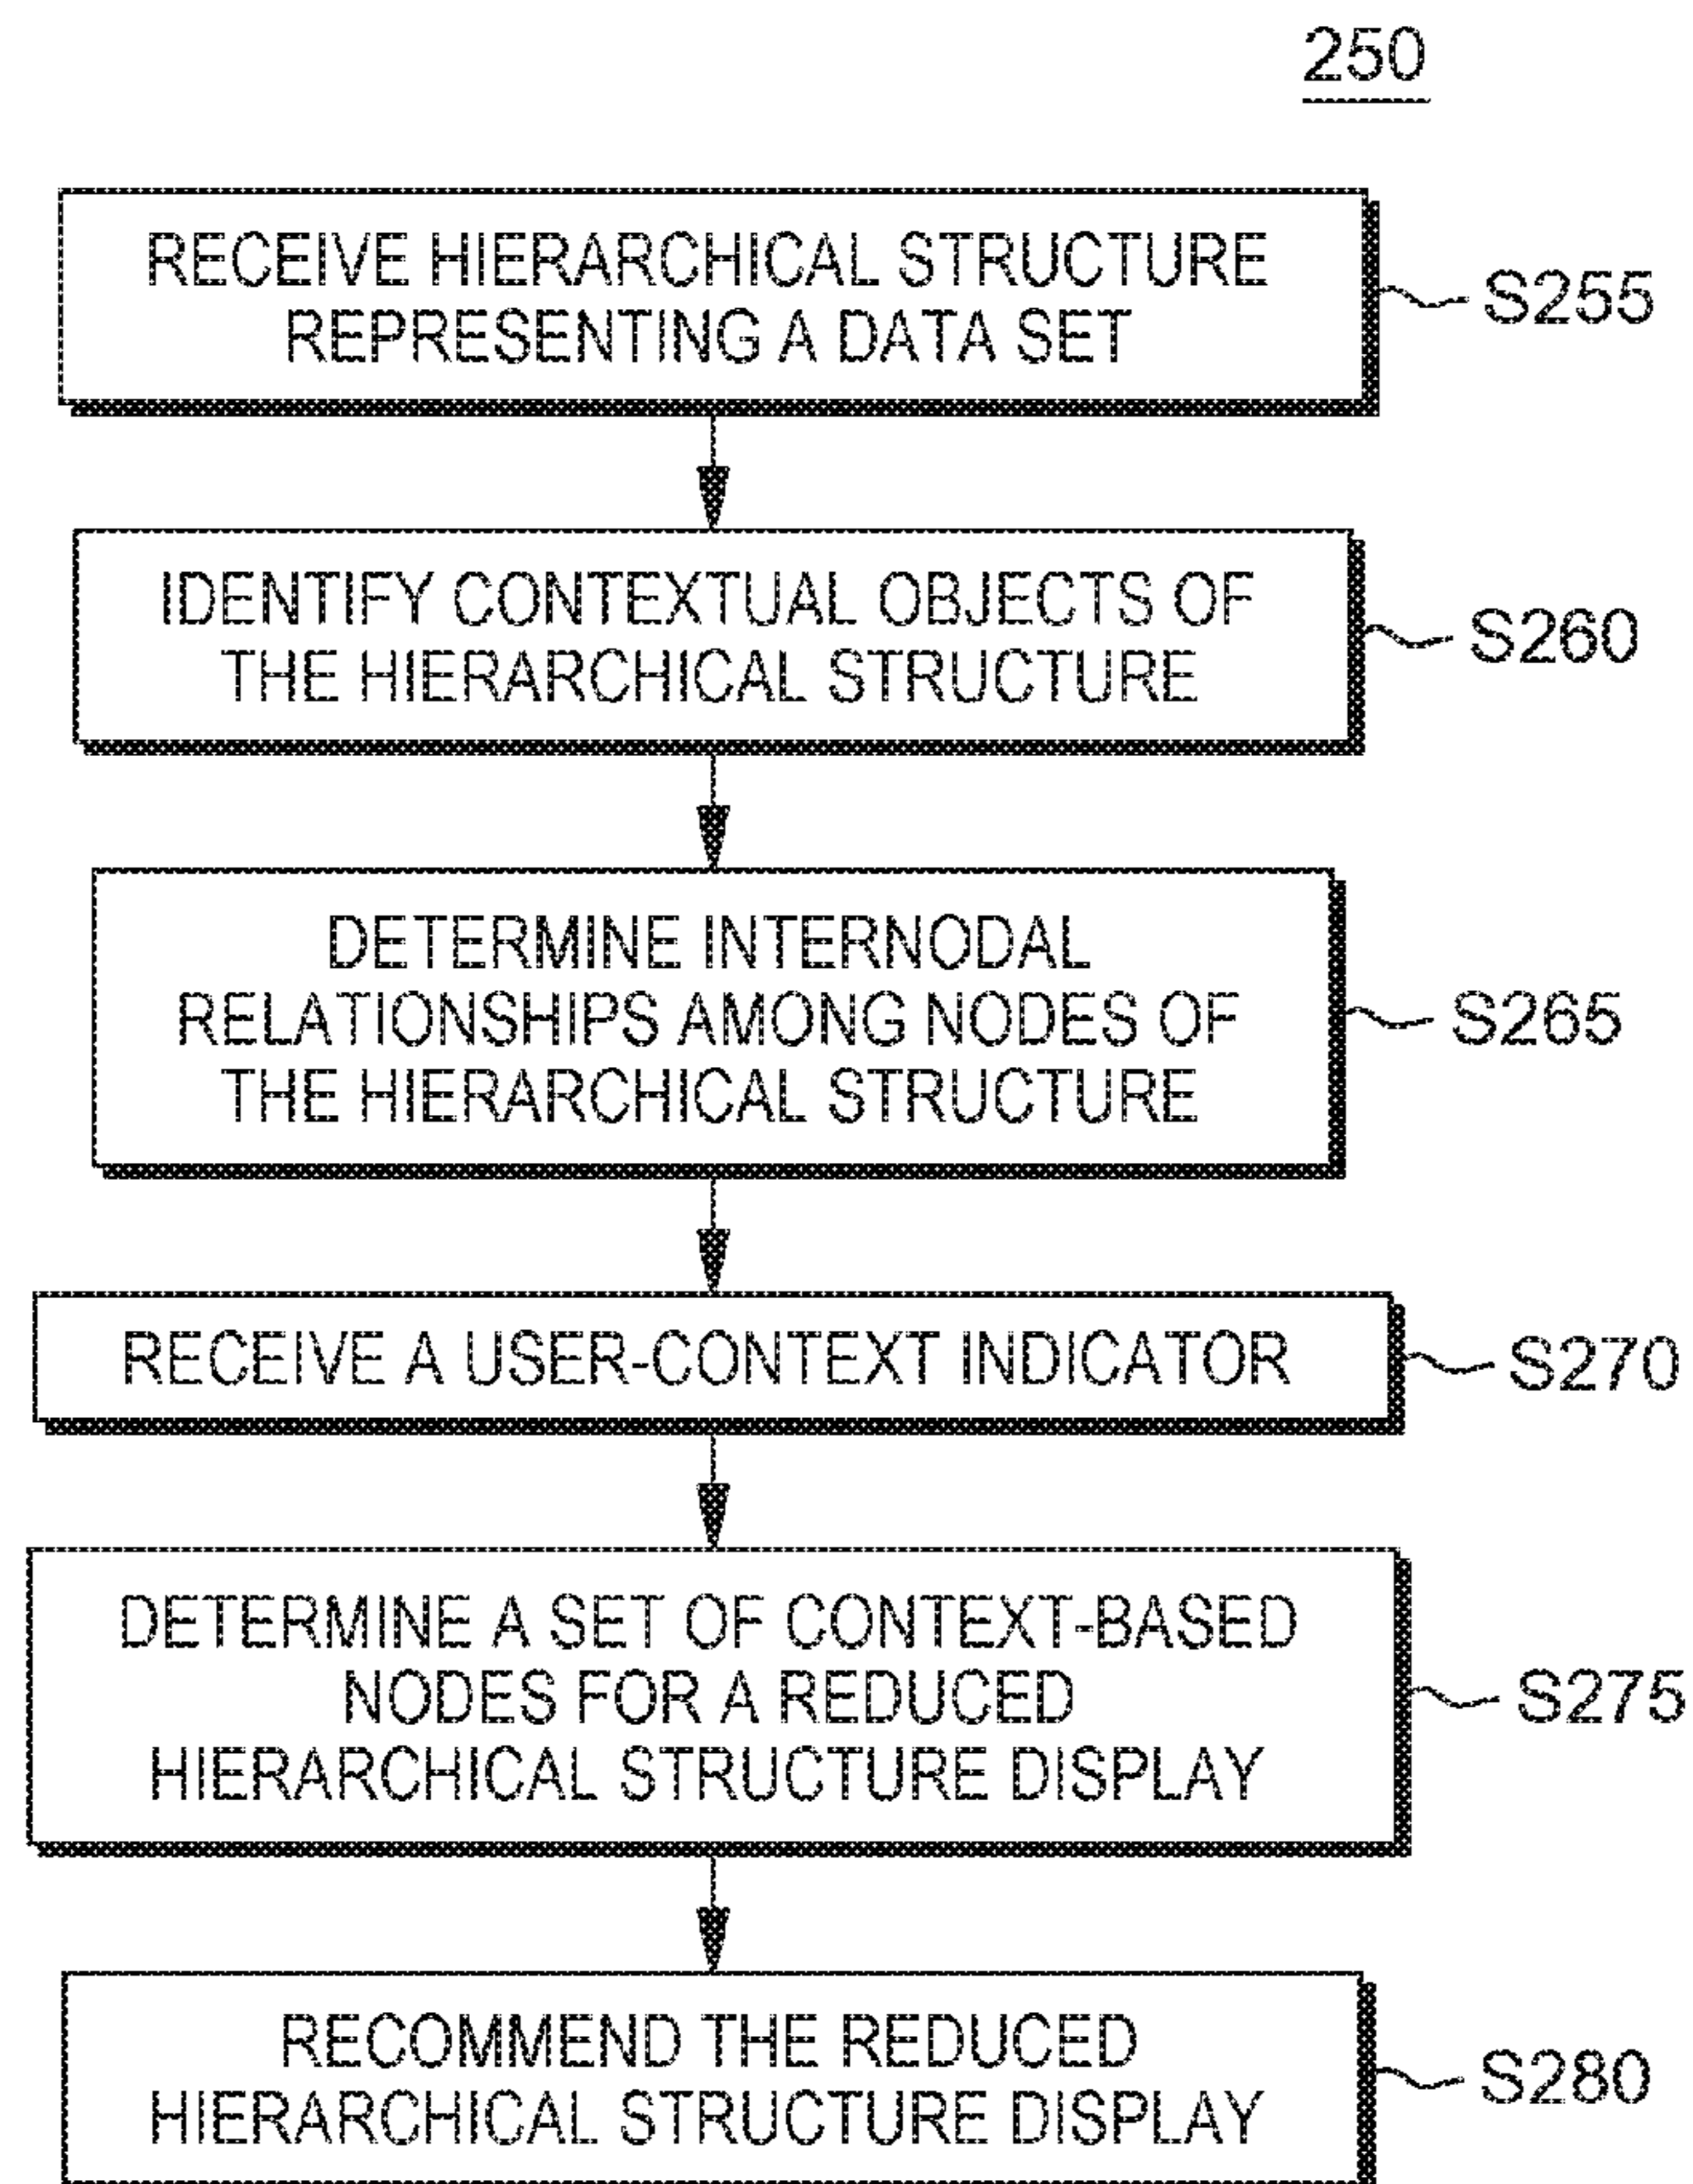 250
RECEIVE HIERARCHICAL STRUCTURE
REPRESENTING A DATA SET
S255
IDENTIFY CONTEXTUAL OBJECTS OF
THE HIERARCHICAL STRUCTURE
S260
DETERMINE INTERNODAL
RELATIONSHIPS AMONG NODES OF
THE HIERARCHICAL STRUCTURE
S265
RECEIVE A USER-CONTEXT INDICATOR
S270
DETERMINE A SET OF CONTEXT-BASED
NODES FOR A REDUCED
HIERARCHICAL STRUCTURE DISPLAY
S275
RECOMMEND THE REDUCED
HIERARCHICAL STRUCTURE DISPLAY
S280